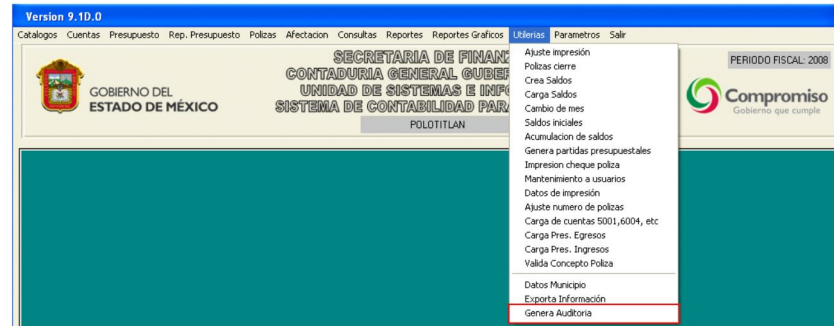 Version 9.1D.0
Catalogos Cuentas Presupuesto Rep. Presupuesto Polizas Afectacion Consultas Reportes Reportes Graficos Utilerias Parametros Salir
GOBIERNO DEL
ESTADO DE MÉXICO
SECRETARIA DE FINANZ
CONTADURIA GENERAL GUBER
UNIDAD DE SISTEMAS E INFO
SISTEMA DE CONTABILIDAD PARA
POLOTITLAN
Ajuste impresión
Polizas cierre
Crea Saldos
Carga Saldos
Cambio de mes
Saldos iniciales
Acumulacion de saldos
Genera partidas presupuestales
Impresion cheque poliza
Mantenimiento a usuarios
Datos de impresión
Ajuste numero de polizas
Carga de cuentas 5001,6004, etc
Carga Pres. Egresos
Carga Pres. Ingresos
Valida Concepto Poliza
Datos Municipio
Exporta Información
Genera Auditoria
PERIODO FISCAL: 2008
Compromiso
Gobierno que cumple